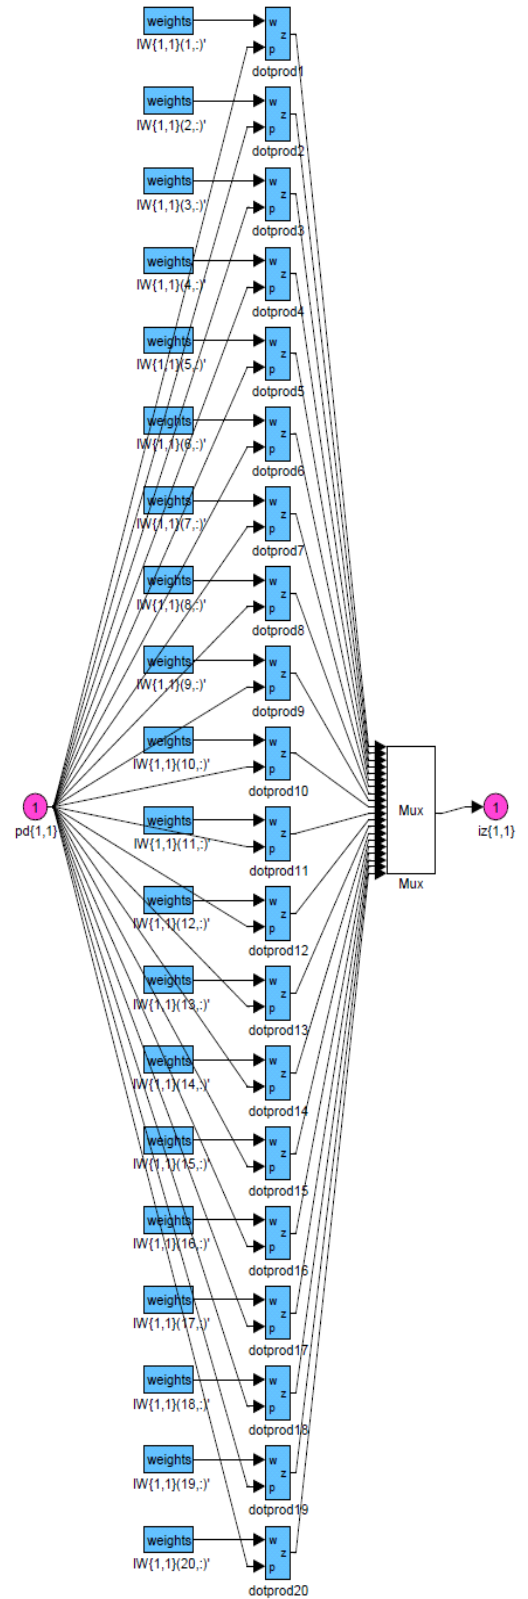 weights
w
z
p
IW{1,1}(1,:)'
dotprod1
weights
w
z
p
IW{1,1}(2,:)'
dotprod2
weights
w
z
p
IW{1,1}(3,:)'
dotprod3
weights
w
z
p
IW{1,1}(4,:)'
dotprod4
weights
w
z
p
IW{1,1}(5,:)'
dotprod5
weights
w
z
p
IW{1,1}(6,:)'
dotprod6
weights
w
z
p
IW{1,1}(7,:)'
dotprod7
weights
w
z
p
IW{1,1}(8,:)'
dotprod8
weights
w
z
p
IW{1,1}(9,:)'
dotprod9
weights
w
z
p
IW{1,1}(10,:)'
dotprod10
1
pd{1,1}
Mux
Mux
1
iz{1,1}
weights
w
z
p
IW{1,1}(11,:)'
dotprod11
weights
w
z
p
IW{1,1}(12,:)'
dotprod12
weights
w
z
p
IW{1,1}(13,:)'
dotprod13
weights
w
z
p
IW{1,1}(14,:)'
dotprod14
weights
w
z
p
IW{1,1}(15,:)'
dotprod15
weights
w
z
p
IW{1,1}(16,:)'
dotprod16
weights
w
z
p
IW{1,1}(17,:)'
dotprod17
weights
w
z
p
IW{1,1}(18,:)'
dotprod18
weights
w
z
p
IW{1,1}(19,:)'
dotprod19
weights
w
z
p
IW{1,1}(20,:)'
dotprod20